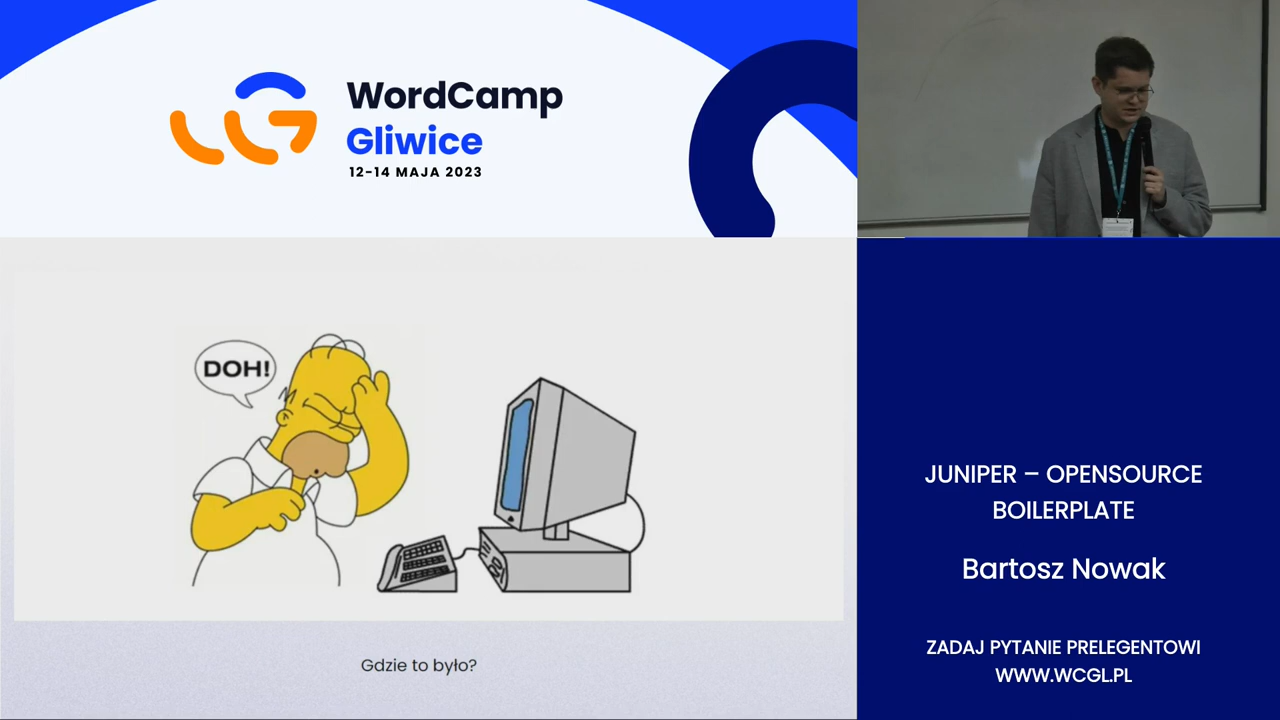 WordCamp
Gliwice
12-14 MAJA 2023
DOH!
Gdzie to było?
JUNIPER – OPENSOURCE
BOILERPLATE
Bartosz Nowak
ZADAJ PYTANIE PRELEGENTOWI
WWW.WCGL.PL